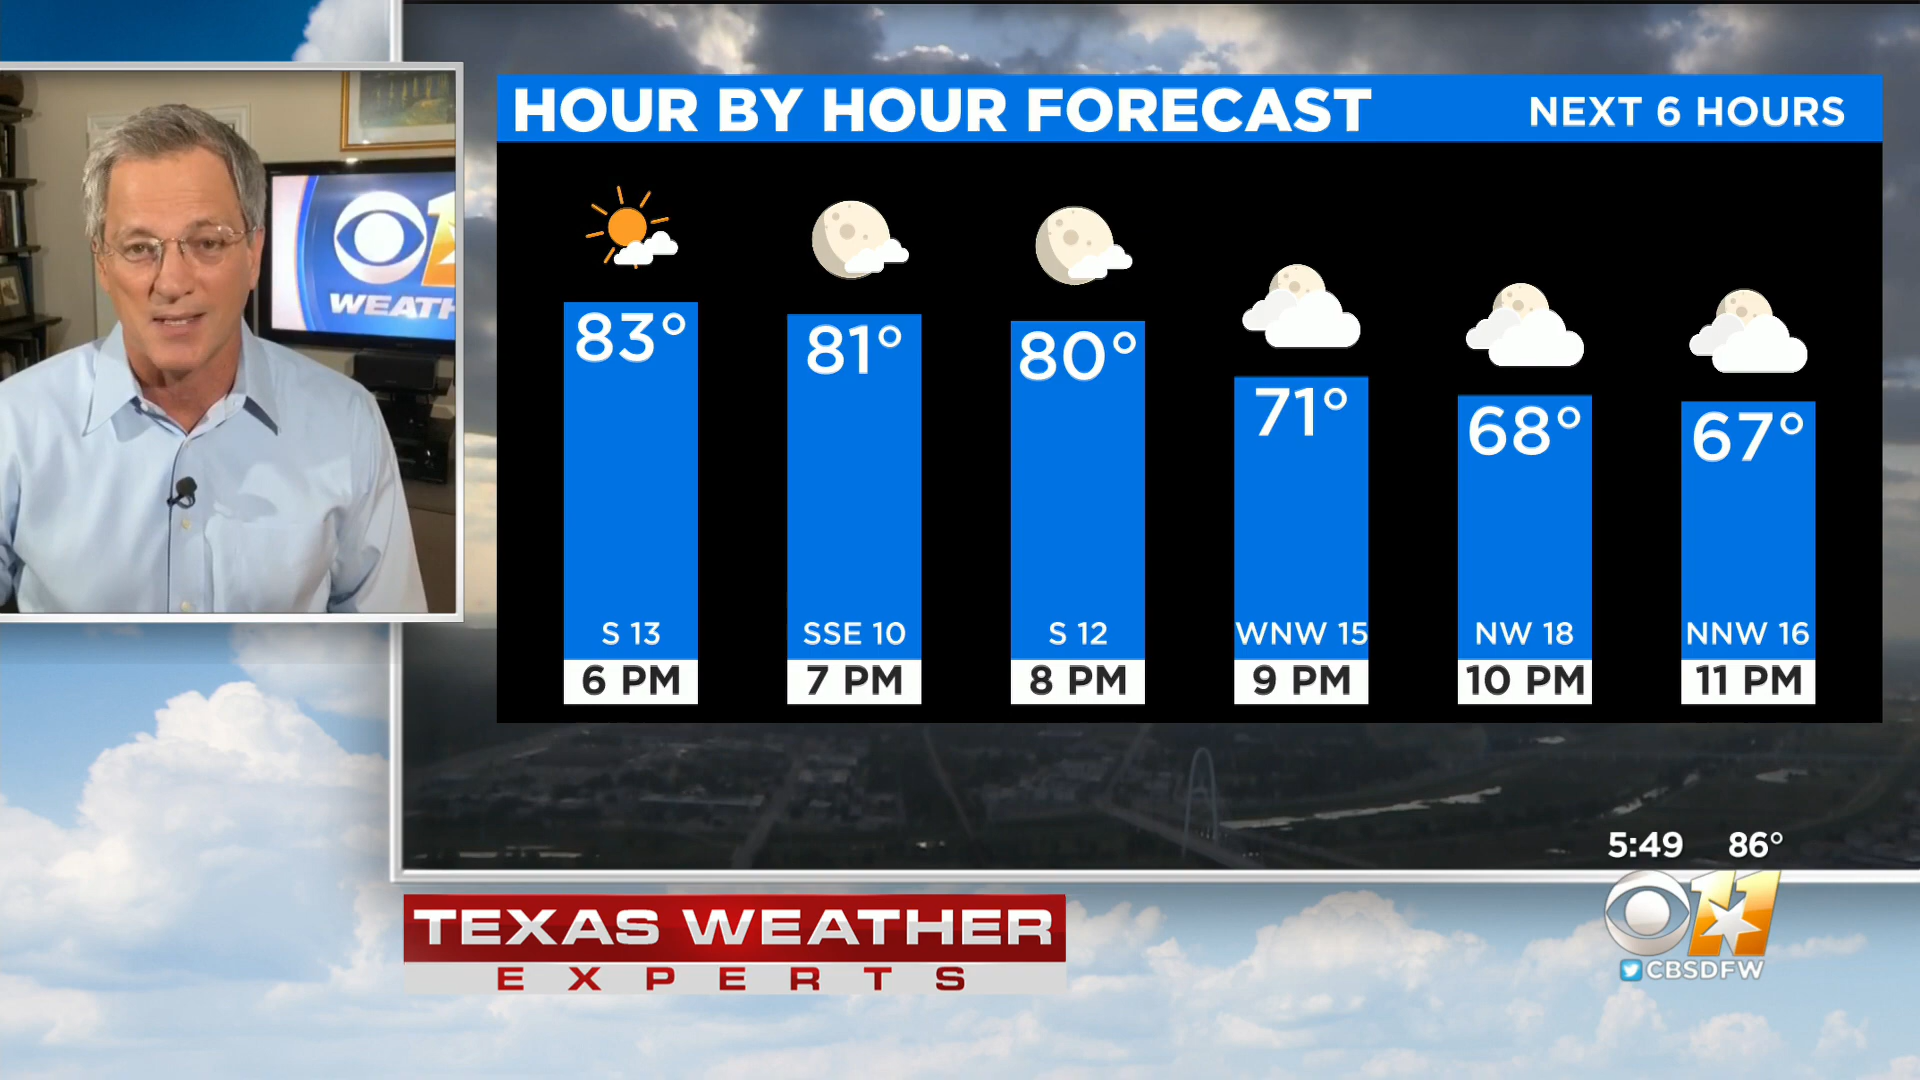 HOUR BY HOUR FORECAST NEXT 6 HOURS
83° 81° 80° 71° 68° 67°
S 13 SSE 10 S 12 WNW 15 NW 18 NNW 16
6 PM 7 PM 8 PM 9 PM 10 PM 11 PM
WEATH
5:49 86°
11
TEXAS WEATHER
EXPERTS
CBSDFW